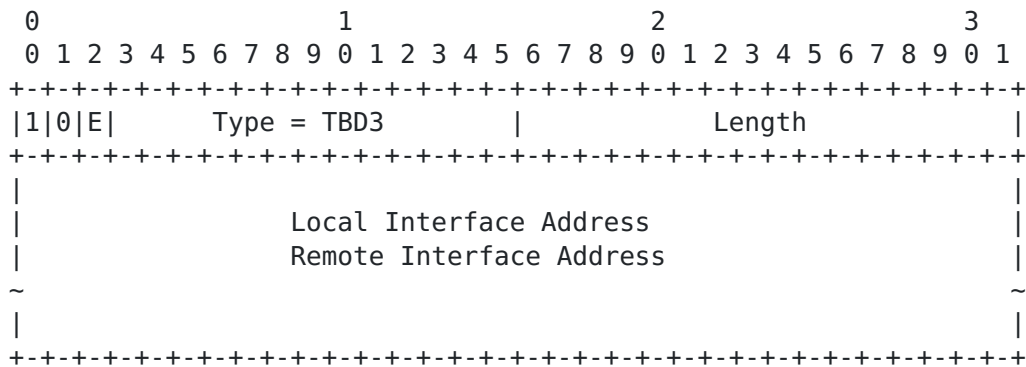 0                   1                   2                   3
 0 1 2 3 4 5 6 7 8 9 0 1 2 3 4 5 6 7 8 9 0 1 2 3 4 5 6 7 8 9 0 1
+-+-+-+-+-+-+-+-+-+-+-+-+-+-+-+-+-+-+-+-+-+-+-+-+-+-+-+-+-+-+-+-+
|1|0|E|      Type = TBD3       |            Length             |
+-+-+-+-+-+-+-+-+-+-+-+-+-+-+-+-+-+-+-+-+-+-+-+-+-+-+-+-+-+-+-+-+
|                                                               |
|                 Local Interface Address                       |
|                 Remote Interface Address                      |
~                                                               ~
|                                                               |
+-+-+-+-+-+-+-+-+-+-+-+-+-+-+-+-+-+-+-+-+-+-+-+-+-+-+-+-+-+-+-+-+